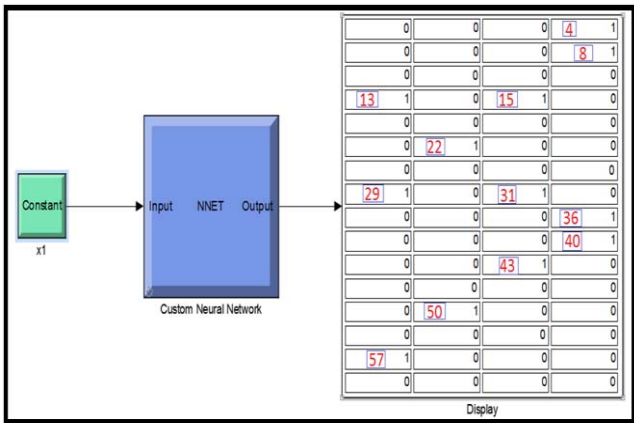 0 0 0 4 1
0 0 0 8 1
0 0 0 0
13 1 0 15 1 0
0 0 0 0
0 22 1 0 0
0 0 0 0
29 1 0 31 1 0
0 0 0 36 1
0 0 0 40 1
0 0 43 1 0
0 0 0 0
0 50 1 0 0
0 0 0 0
57 1 0 0 0
0 0 0 0
Constant
x1
Input NNET Output
Custom Neural Network
Display